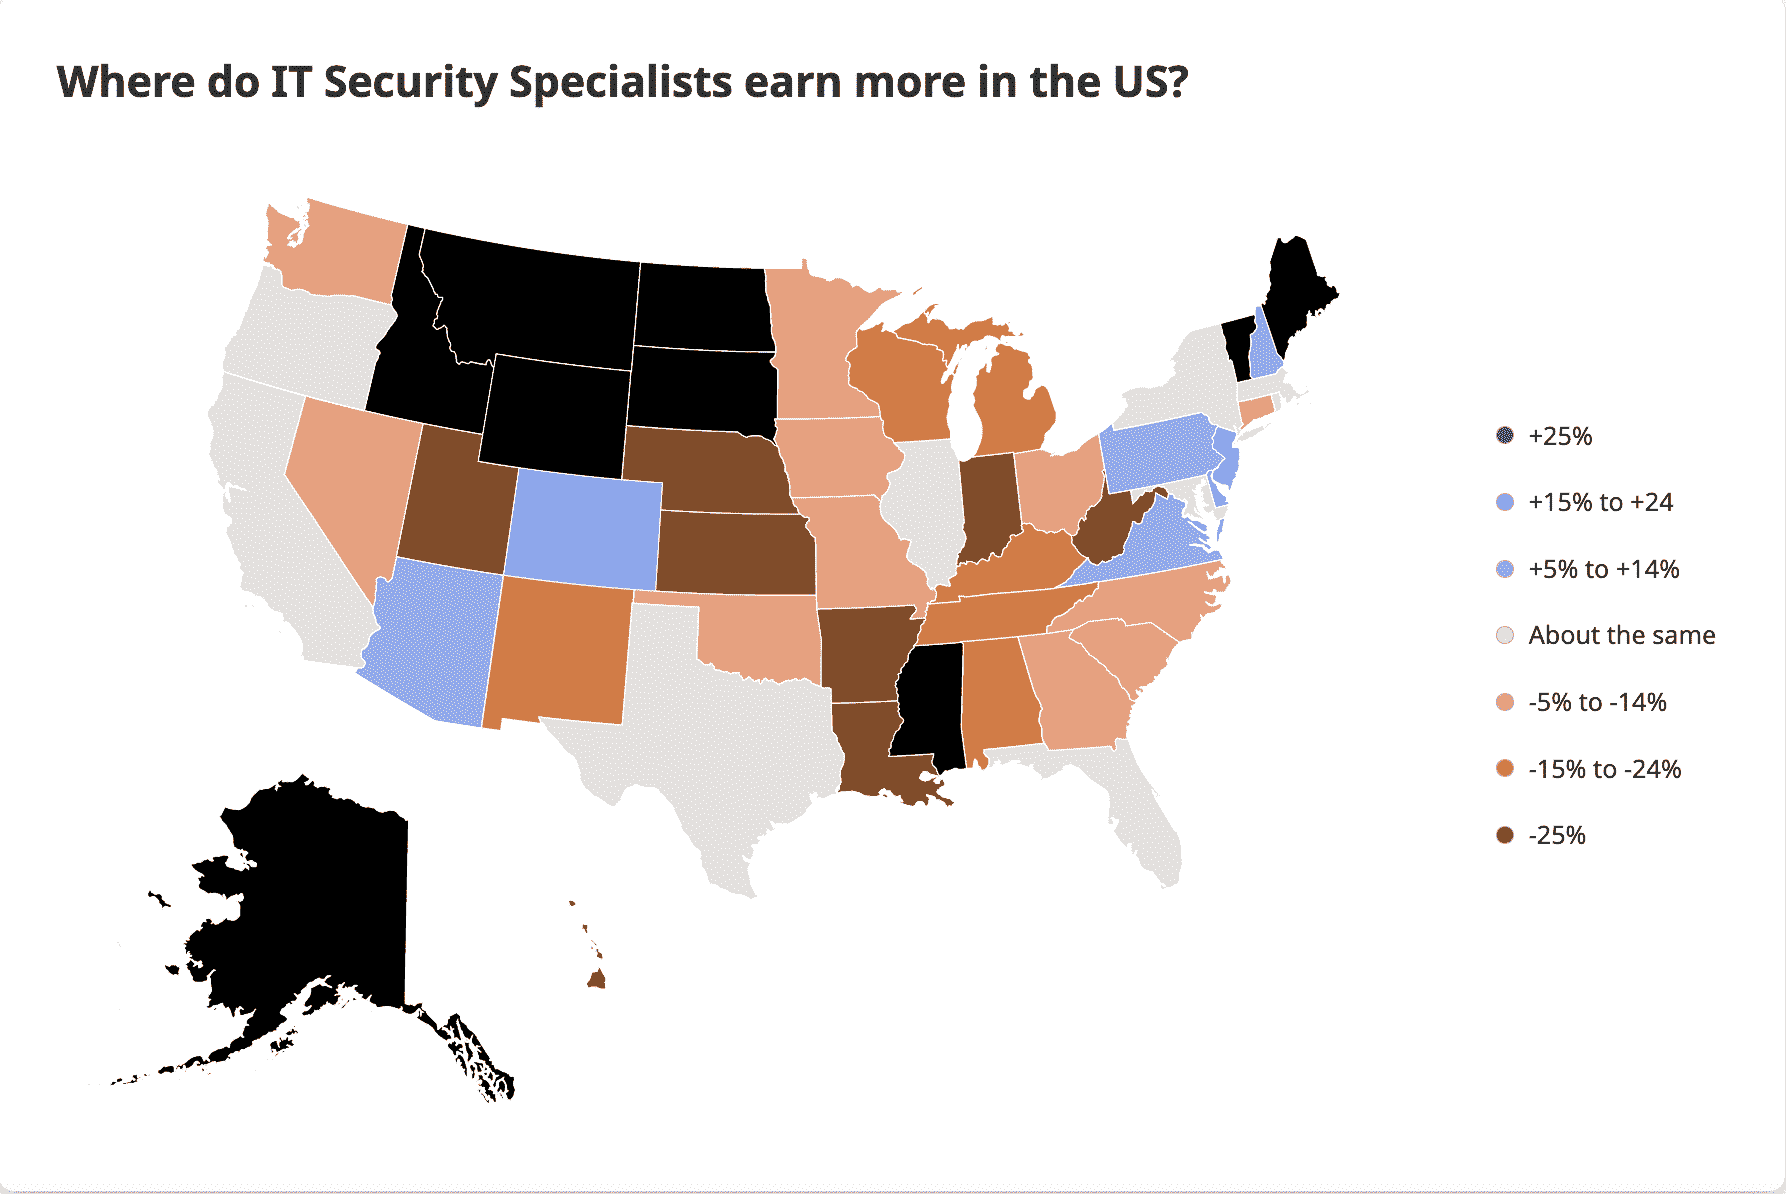 Where do IT Security Specialists earn more in the US?
+25%
+15% to +24
+5% to +14%
About the same
-5% to -14%
-15% to -24%
-25%